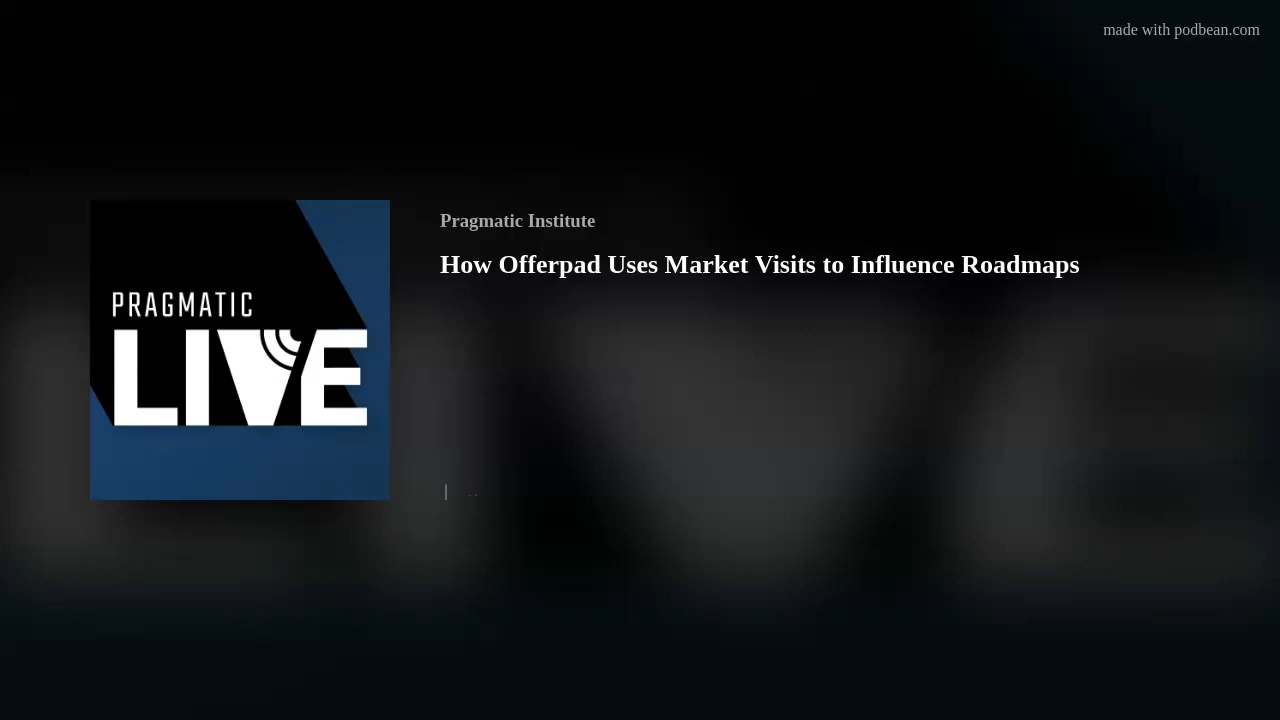 made with podbean.com
Pragmatic Institute
How Offerpad Uses Market Visits to Influence Roadmaps
PRAGMATIC
LIVE